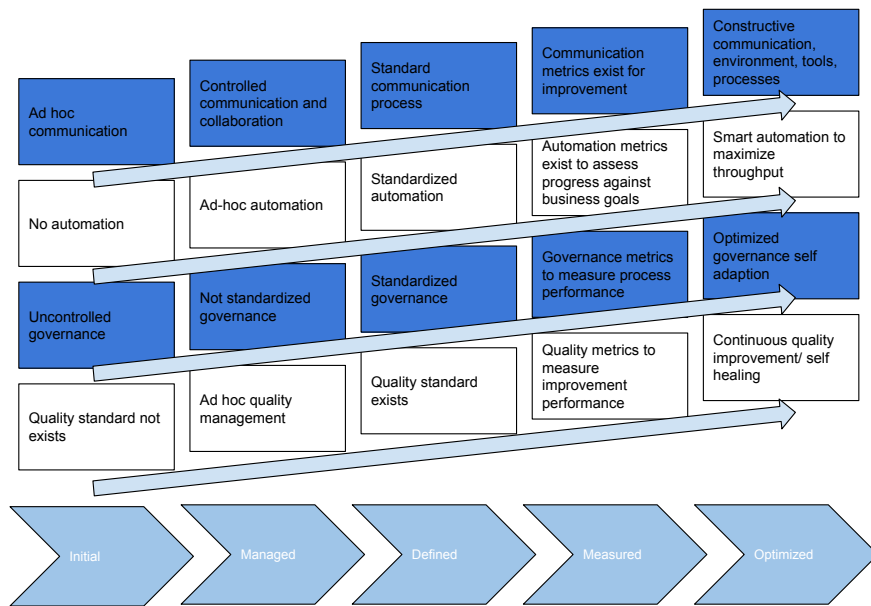 Ad hoc
communication
Controlled
communication and
collaboration
Standard
communication
process
Communication
metrics exist for
improvement
Constructive
communication,
environment, tools,
processes
No automation
Ad-hoc automation
Standardized
automation
Automation metrics
exist to assess
progress against
business goals
Smart automation to
maximize
throughput
Uncontrolled
governance
Not standardized
governance
Standardized
governance
Governance metrics
to measure process
performance
Optimized
governance self
adaption
Quality standard not
exists
Ad hoc quality
management
Quality standard
exists
Quality metrics to
measure
improvement
performance
Continuous quality
improvement/ self
healing
Initial
Managed
Defined
Measured
Optimized